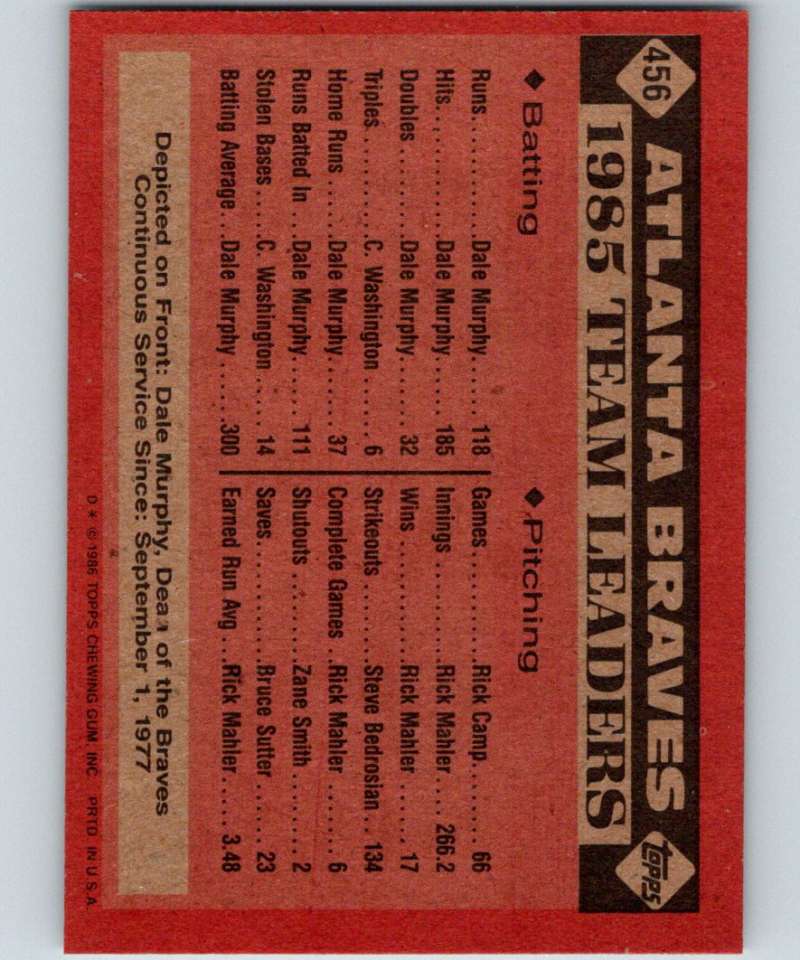 456
ATLANTA BRAVES
TOPPS
1985 TEAM LEADERS
◆ Batting
Runs..........Dale Murphy..... 118
Hits............Dale Murphy..... 185
Doubles ........Dale Murphy..... 32
Triples..........C. Washington ...... 6
Home Runs ......Dale Murphy..... 37
Runs Batted In ...Dale Murphy..... 111
Stolen Bases .....C. Washington ..... 14
Batting Average ..Dale Murphy .....300
◆ Pitching
Games..........Rick Camp...... 66
Innings..........Rick Mahler... 266.2
Wins ...........Rick Mahler..... 17
Strikeouts........Steve Bedrosian .. 134
Complete Games ..Rick Mahler....... 6
Shutouts .........Zane Smith........ 2
Saves...........Bruce Sutter ...... 23
Earned Run Avg ..Rick Mahler..... 3.48
Depicted on Front: Dale Murphy, Dean of the Braves
Continuous Service Since: September 1, 1977
D * © 1986 TOPPS CHEWING GUM, INC PRTD IN U.S.A.